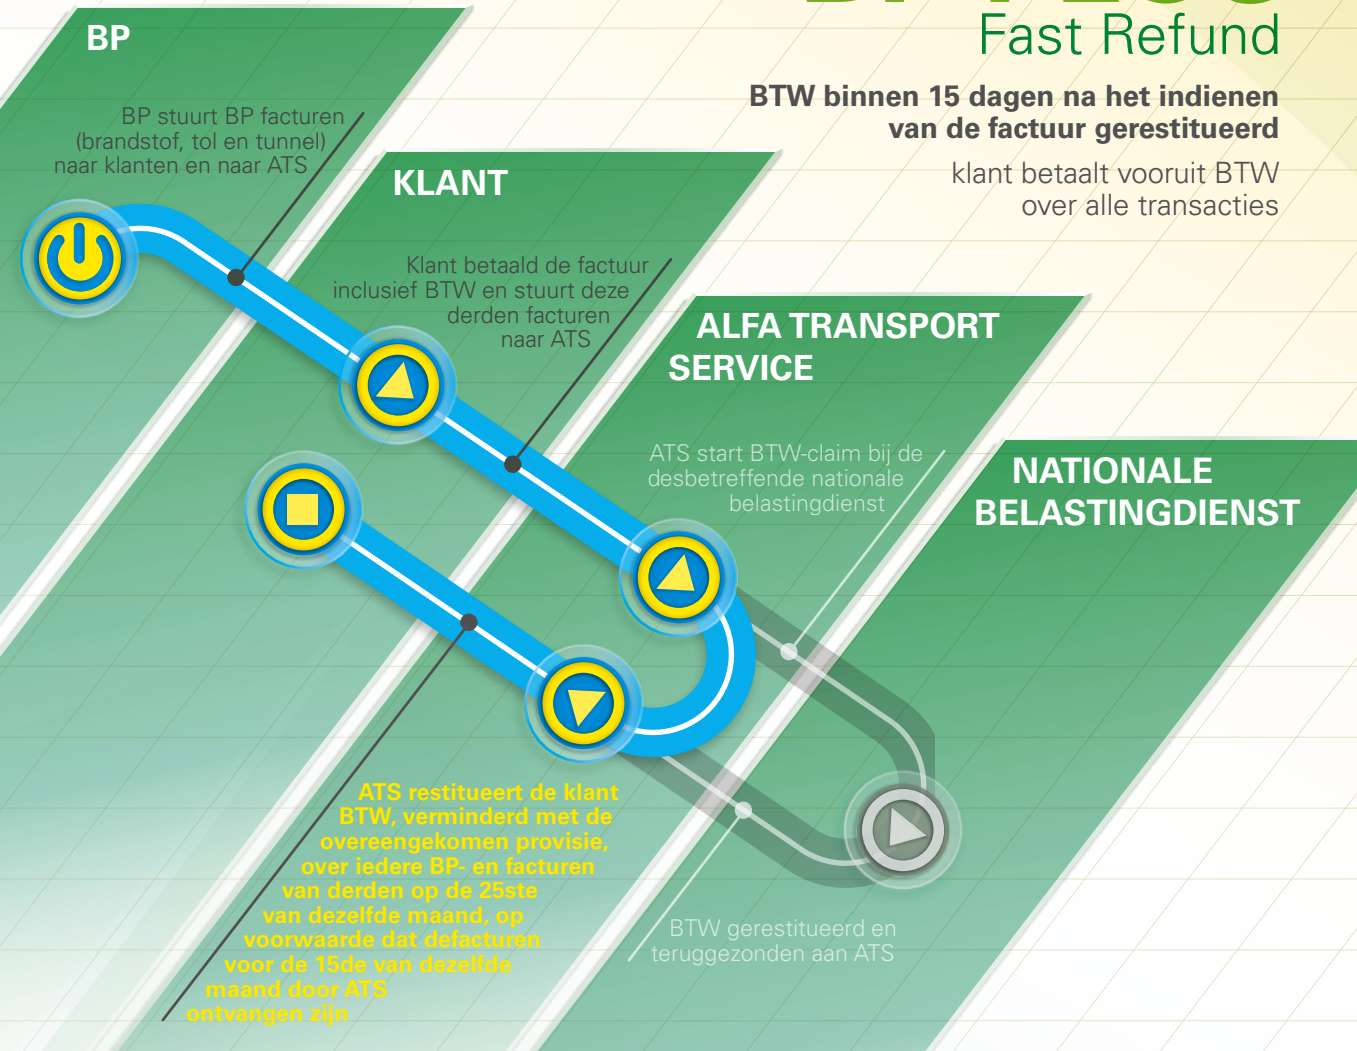 Fast Refund
BTW binnen 15 dagen na het indienen
van de factuur gerestitueerd
klant betaalt vooruit BTW
over alle transacties
BP
BP stuurt BP facturen
(brandstof, tol en tunnel)
naar klanten en naar ATS
KLANT
Klant betaald de factuur
inclusief BTW en stuurt deze
derden facturen
naar ATS
ALFA TRANSPORT
SERVICE
ATS start BTW-claim bij de
desbetreffende nationale
belastingdienst
NATIONALE
BELASTINGDIENST
ATS restitueert de klant
BTW, verminderd met de
overeengekomen provisie,
over iedere BP- en facturen
van derden op de 25ste
van dezelfde maand, op
voorwaarde dat defacturen
voor de 15de van dezelfde
maand door ATS
ontvangen zijn
BTW gerestitueerd en
teruggezonden aan ATS